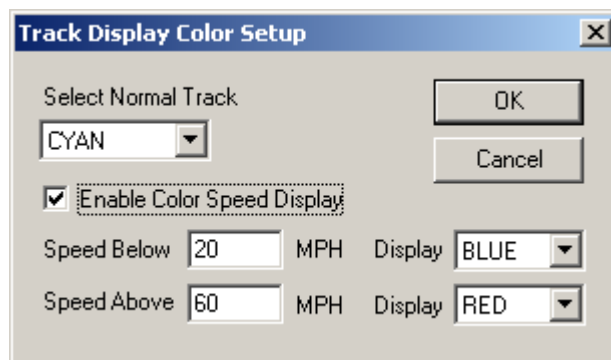 Track Display Color Setup
Select Normal Track
OK
CYAN
Cancel
Enable Color Speed Display
Speed Below 20 MPH Display BLUE
Speed Above 60 MPH Display RED